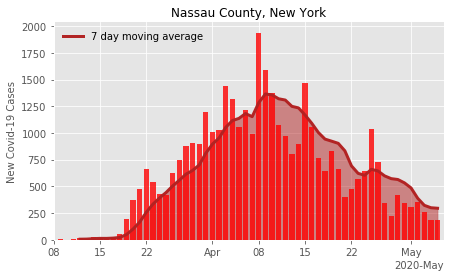 Nassau County, New York
7 day moving average
New Covid-19 Cases
2000
1750
1500
1250
1000
750
500
250
0
08 15 22 Apr 08 15 22 May
2020-May